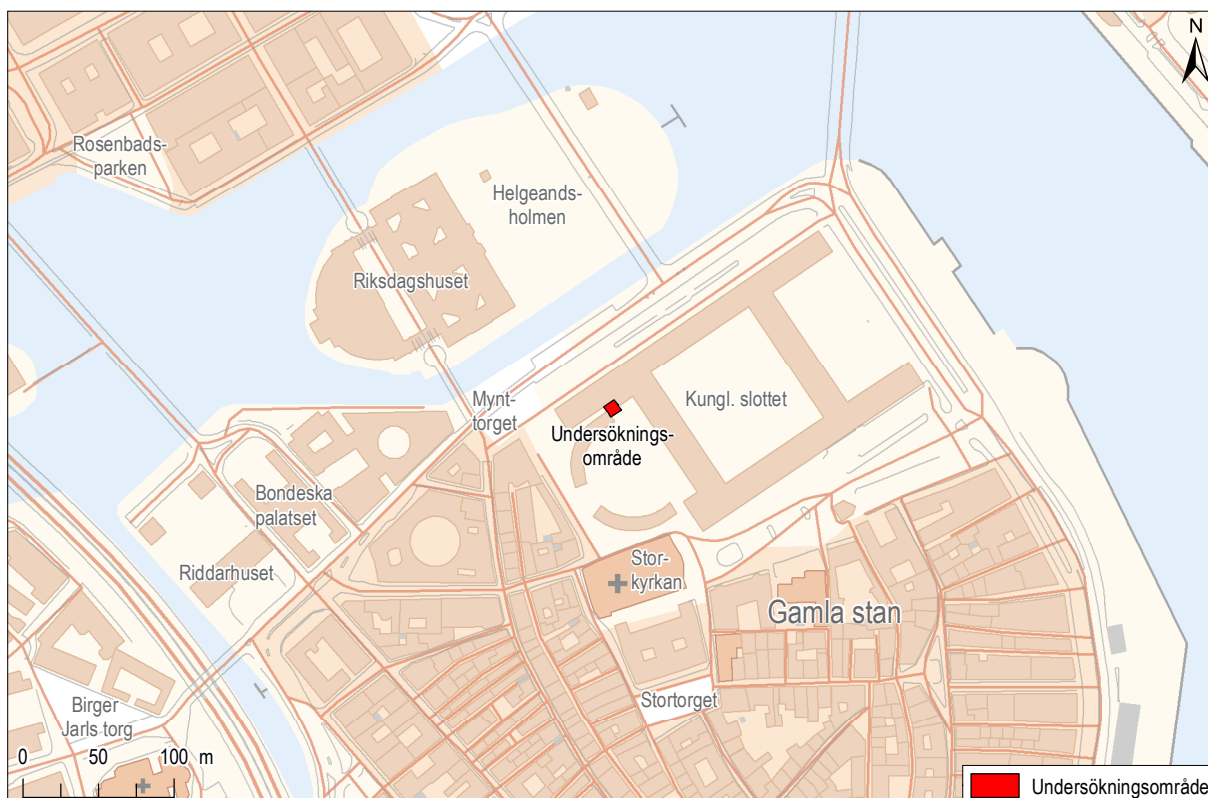 N
Rosenbads-
parken
Helgeands-
holmen
Riksdagshuset
Mynt-
torget
Kungl. slottet
Undersöknings-
område
Bondeska
palatset
Riddarhuset
Stor-
kyrkan
Gamla stan
Stortorget
Birger
Jarls torg
0 50 100 m
Undersökningsområde